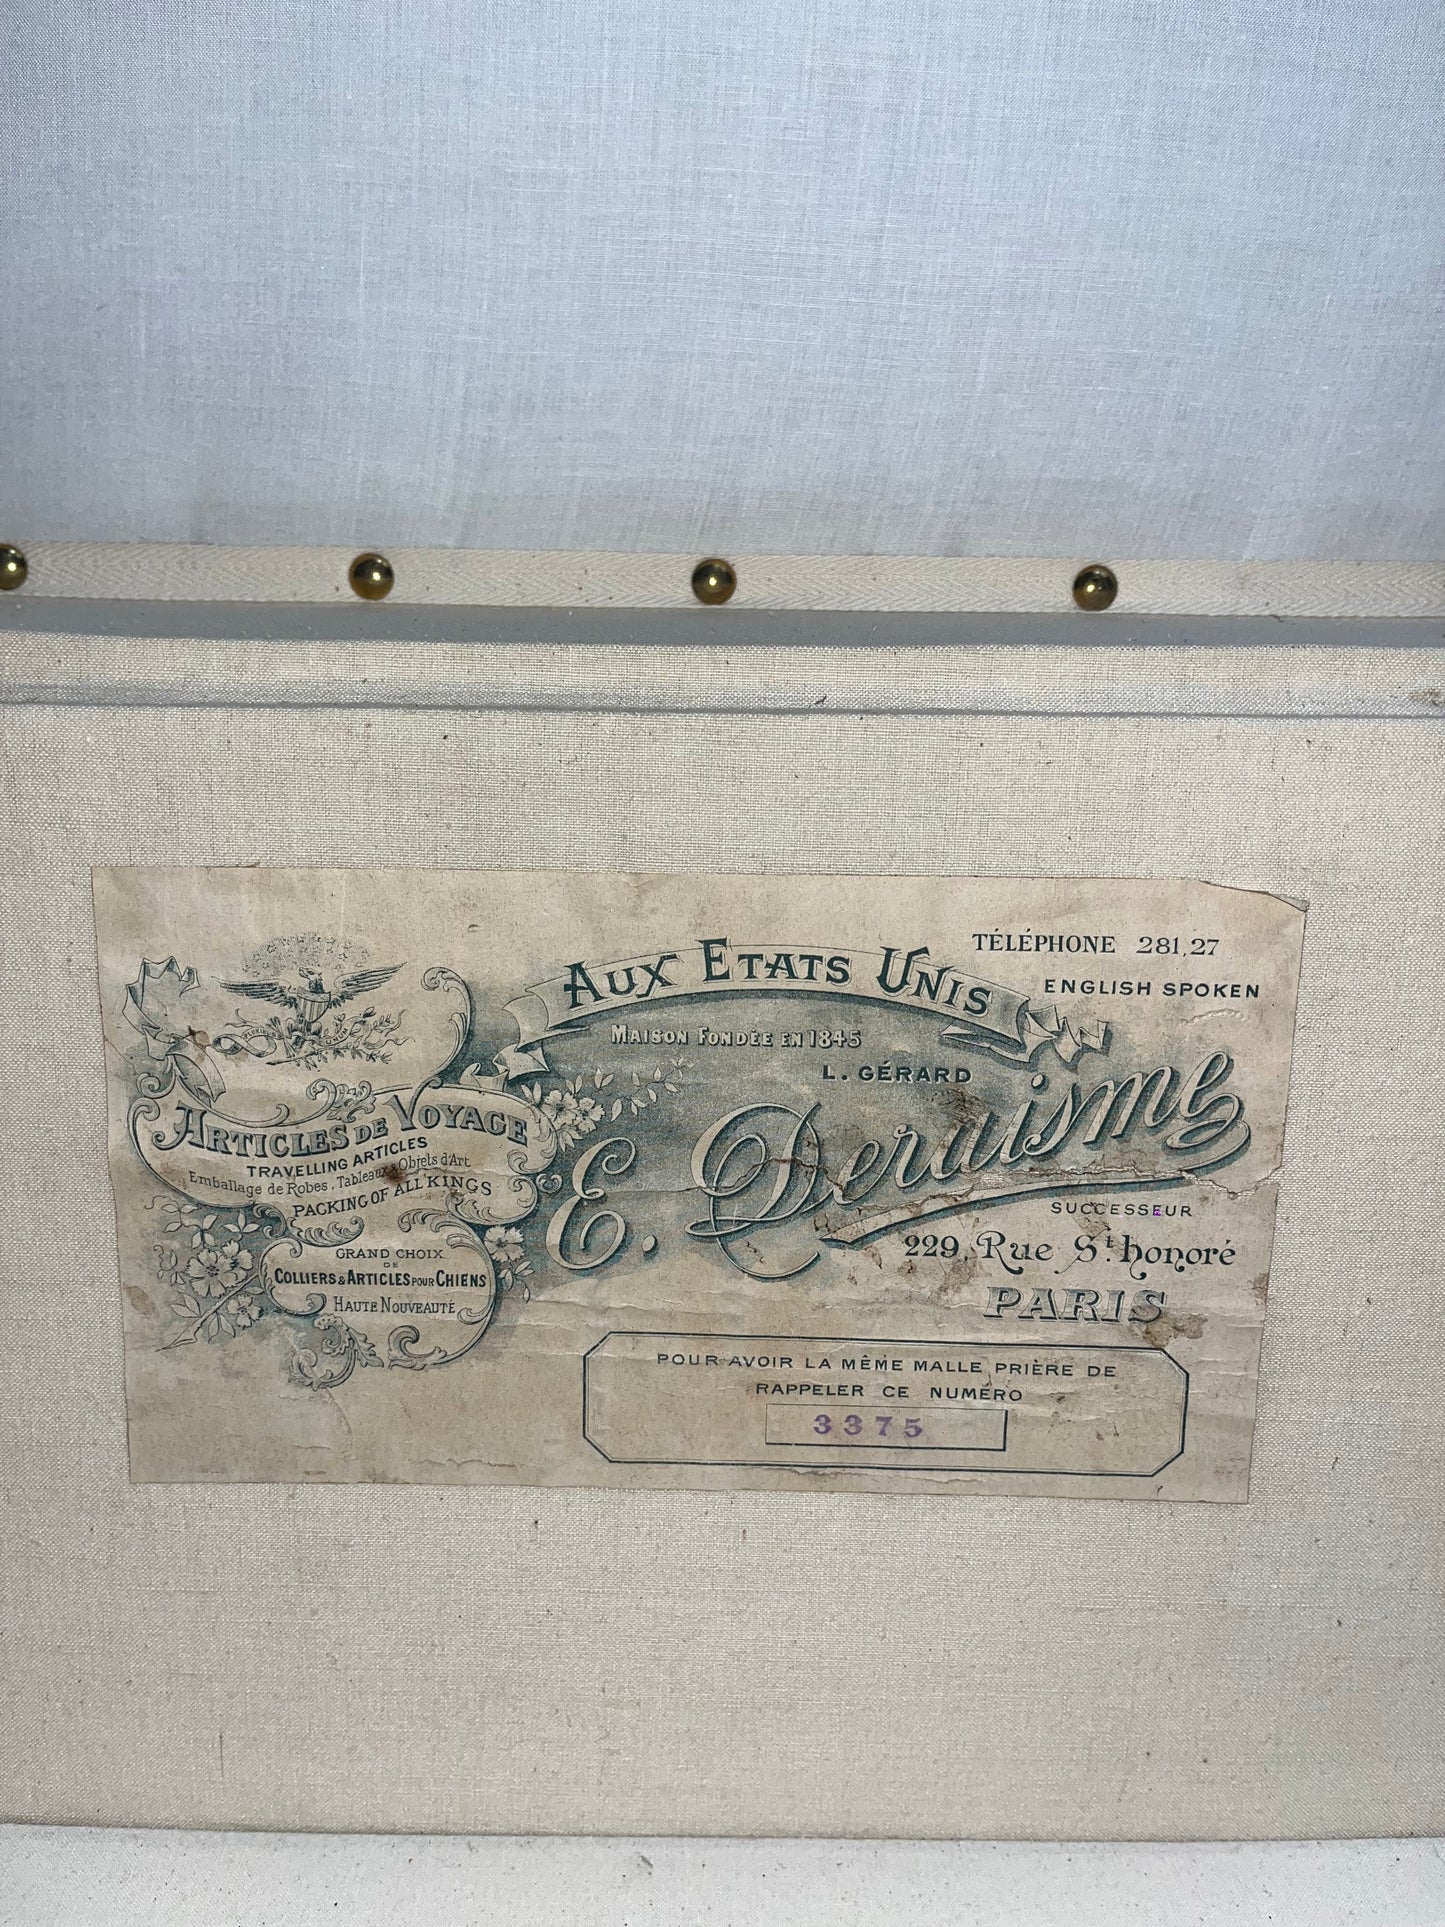 AUX ETATS UNIS
TÉLÉPHONE 281,27
ENGLISH SPOKEN
MAISON FONDÉE EN 1845
L. GÉRARD
E. Deraisme
SUCCESSEUR
229, Rue St. honoré
PARIS
ARTICLES DE VOYAGE
TRAVELLING ARTICLES
Emballage de Robes, Tableaux & Objets d'Art
PACKING OF ALL KINGS
GRAND CHOIX
DE
COLLIERS & ARTICLES POUR CHIENS
HAUTE NOUVEAUTÉ
POUR AVOIR LA MÊME MALLE PRIÈRE DE
RAPPELER CE NUMÉRO
3375